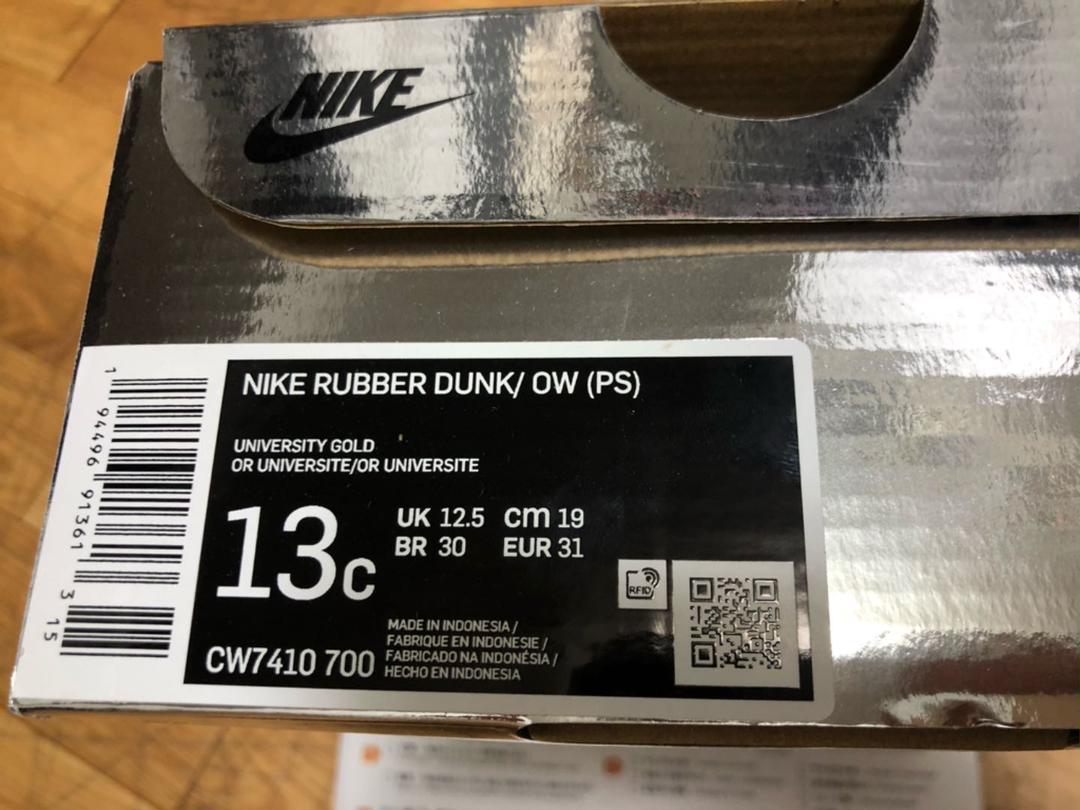 NIKE
NIKE RUBBER DUNK/ OW (PS)
UNIVERSITY GOLD
OR UNIVERSITE/OR UNIVERSITE
13C
UK 12.5 cm 19
BR 30 EUR 31
RFID
CW7410 700
MADE IN INDONESIA /
FABRIQUE EN INDONESIE /
FABRICADO NA INDONÉSIA /
HECHO EN INDONESIA
1 94496 91361 3 15